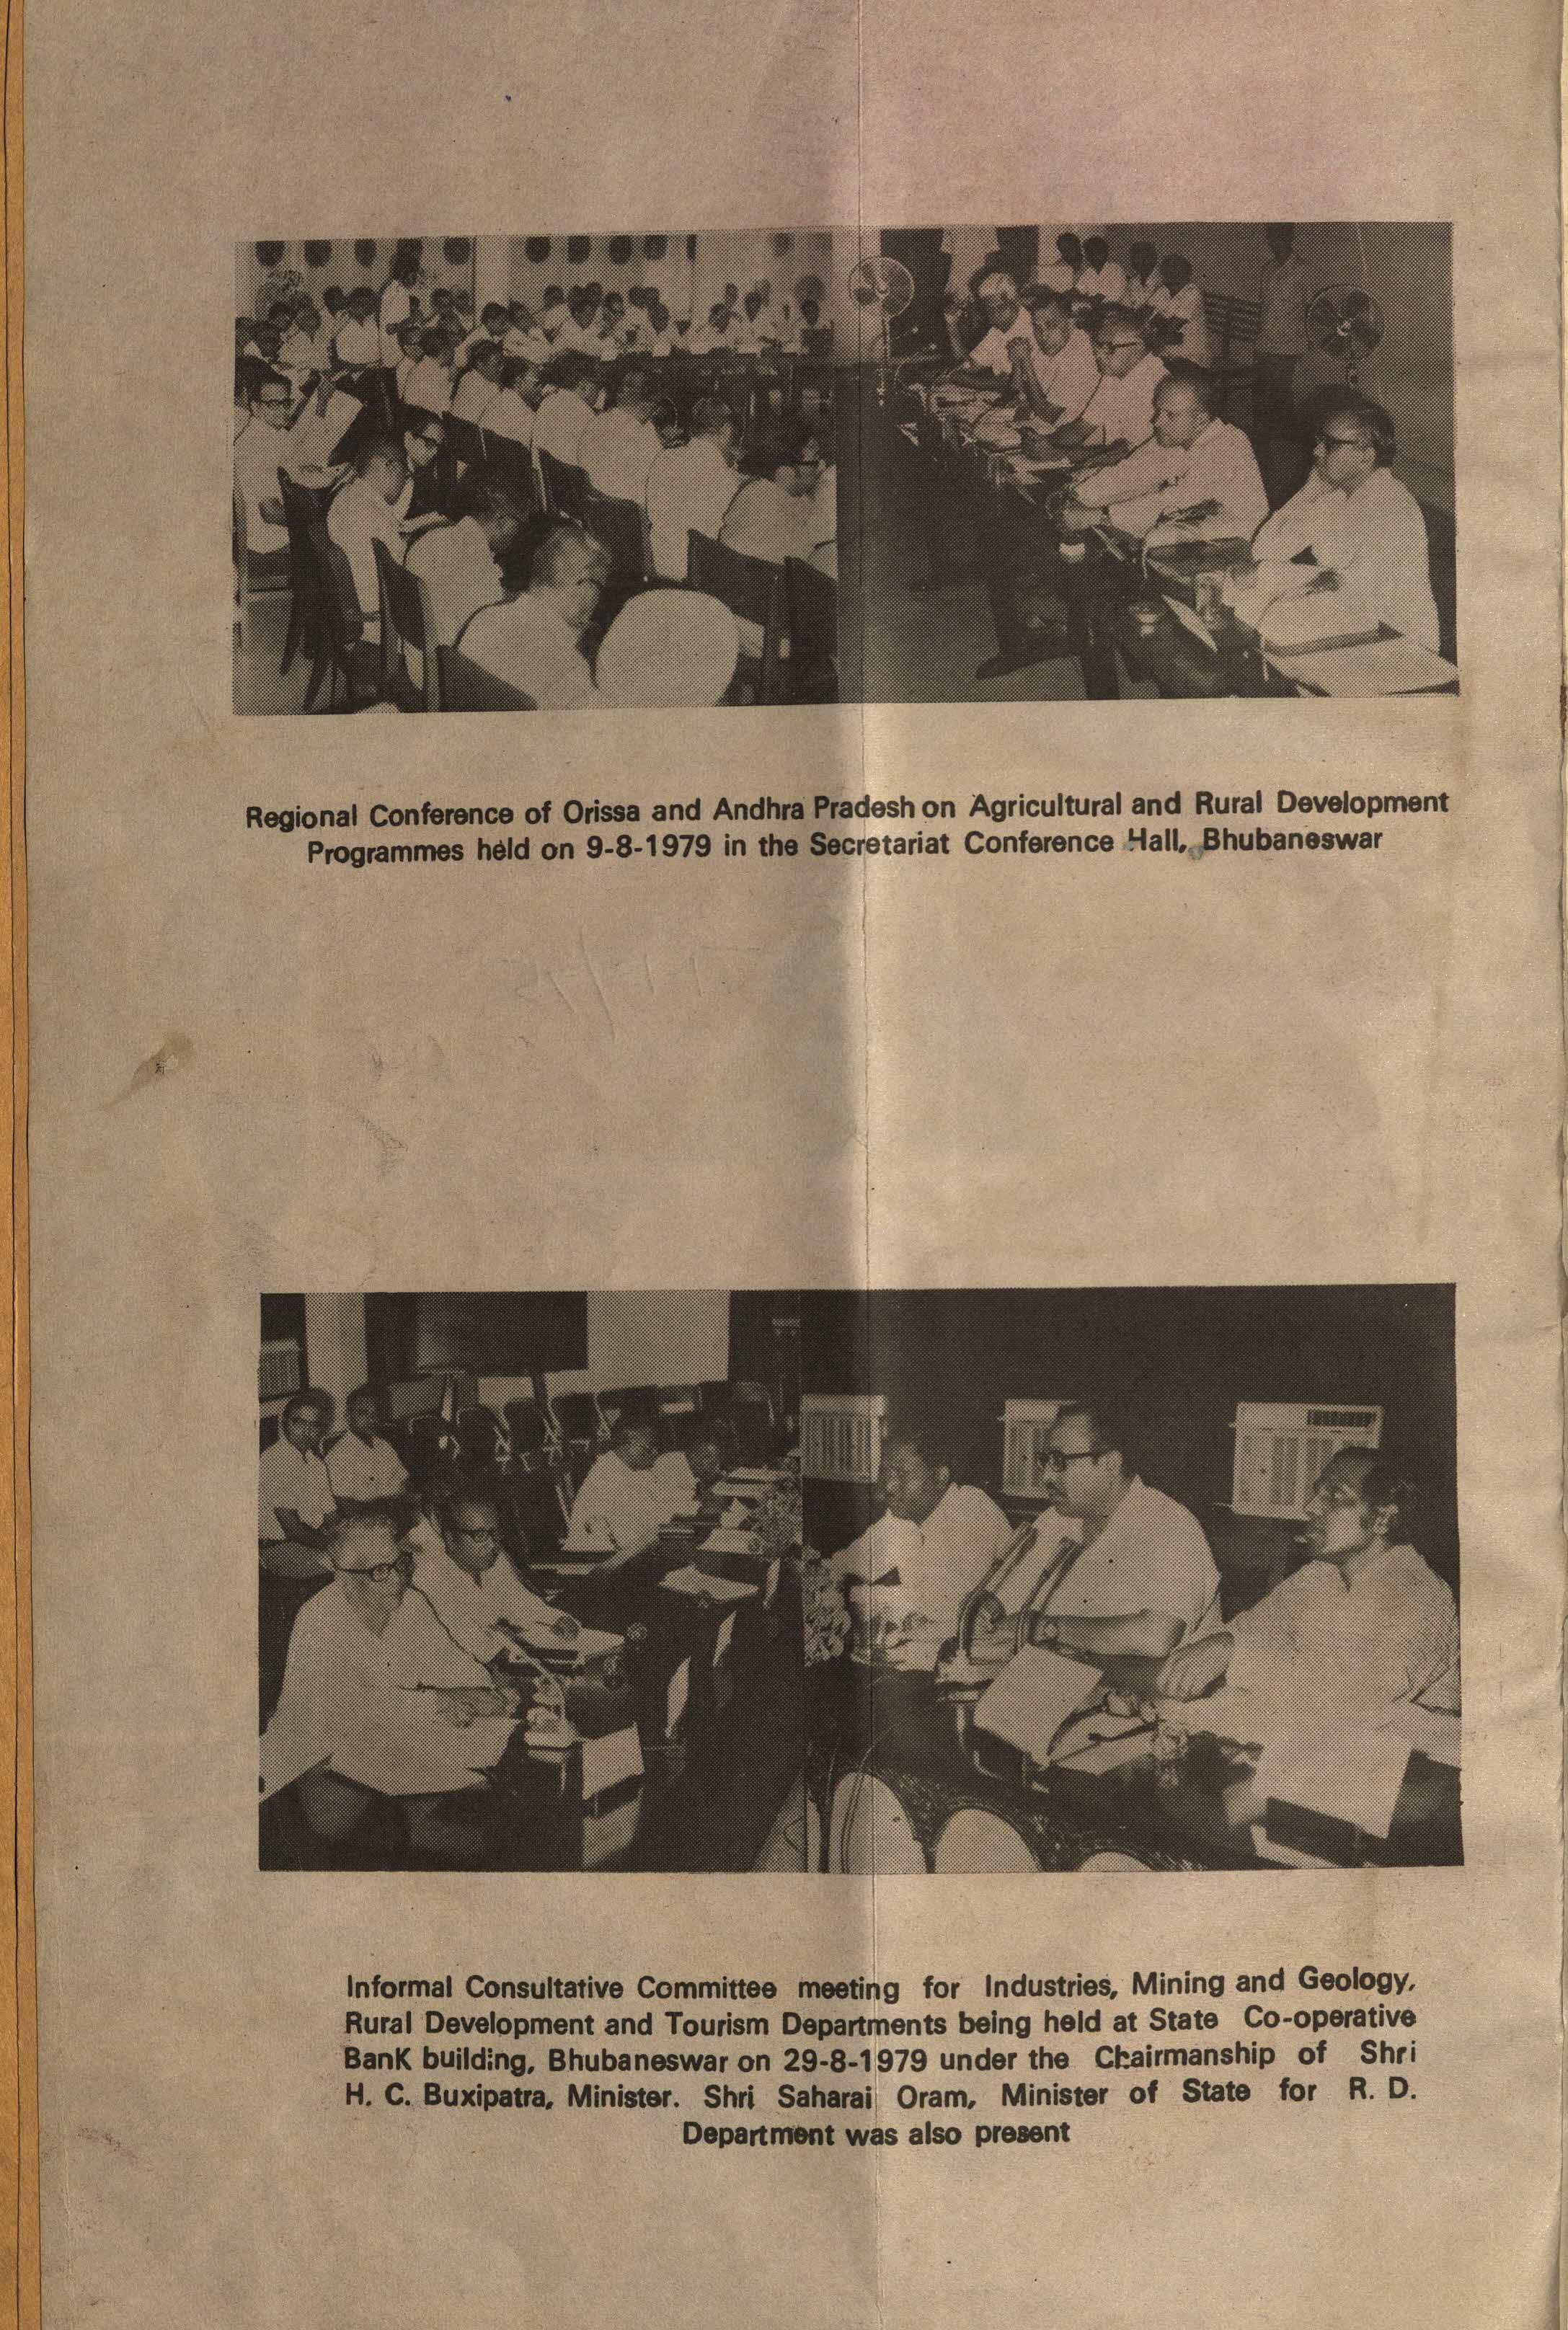 Regional Conference of Orissa and Andhra Pradesh on Agricultural and Rural Development
Programmes held on 9-8-1979 in the Secretariat Conference Hall, Bhubaneswar
Informal Consultative Committee meeting for Industries, Mining and Geology,
Rural Development and Tourism Departments being held at State Co-operative
BanK building, Bhubaneswar on 29-8-1979 under the Chairmanship of Shri
H. C. Buxipatra, Minister. Shri Saharai Oram, Minister of State for R. D.
Department was also present